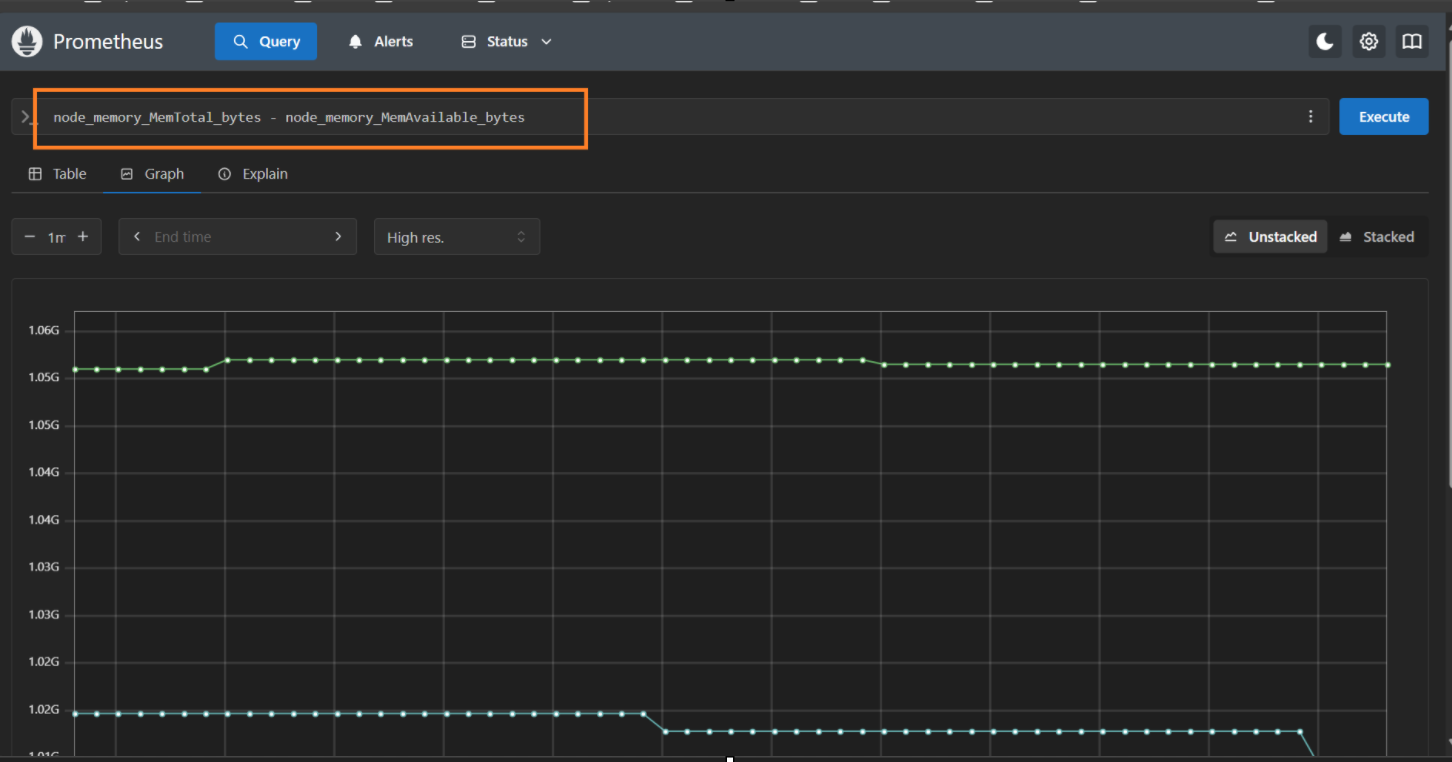 Prometheus Query Alerts Status
node_memory_MemTotal_bytes - node_memory_MemAvailable_bytes Execute
Table Graph Explain
1m End time High res. Unstacked Stacked
1.06G
1.05G
1.05G
1.04G
1.04G
1.03G
1.03G
1.02G
1.02G